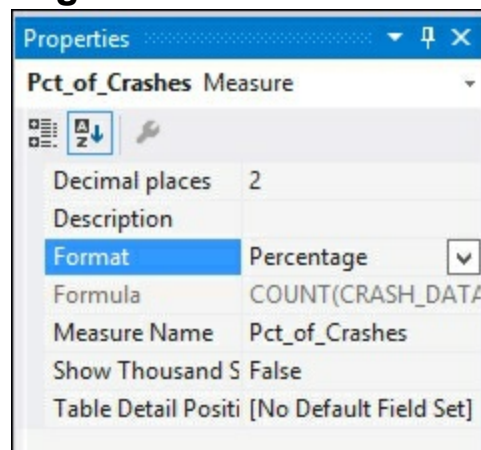 Properties
Pct_of_Crashes Measure
Decimal places 2
Description
Format Percentage
Formula COUNT(CRASH_DATA
Measure Name Pct_of_Crashes
Show Thousand S False
Table Detail Positi [No Default Field Set]